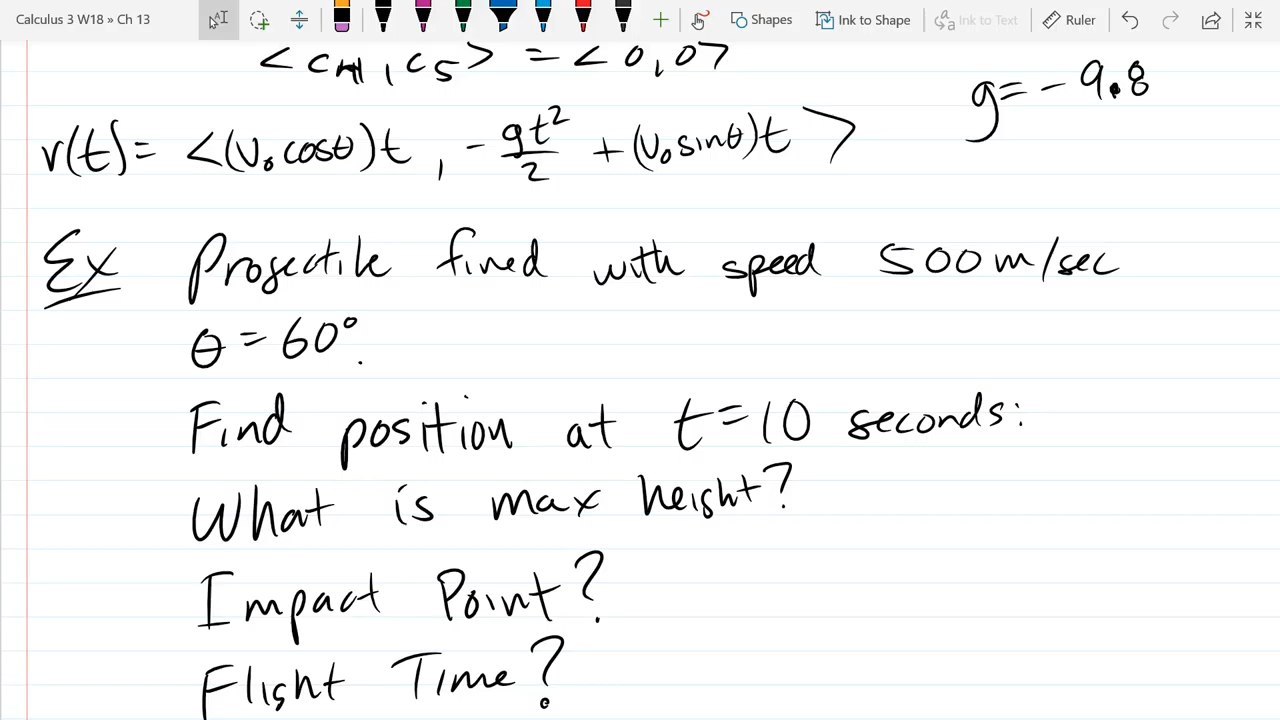 Calculus 3 W18 » Ch 13
Shapes Ink to Shape Ink to Text Ruler
= <0,0>
g = -9.8
r(t) = <(v₀cosθ)t, -gt²/2 + (v₀sinθ)t>
Ex Projectile fired with speed 500m/sec
θ = 60°.
Find position at t=10 seconds:
What is max height?
Impact Point?
Flight Time?